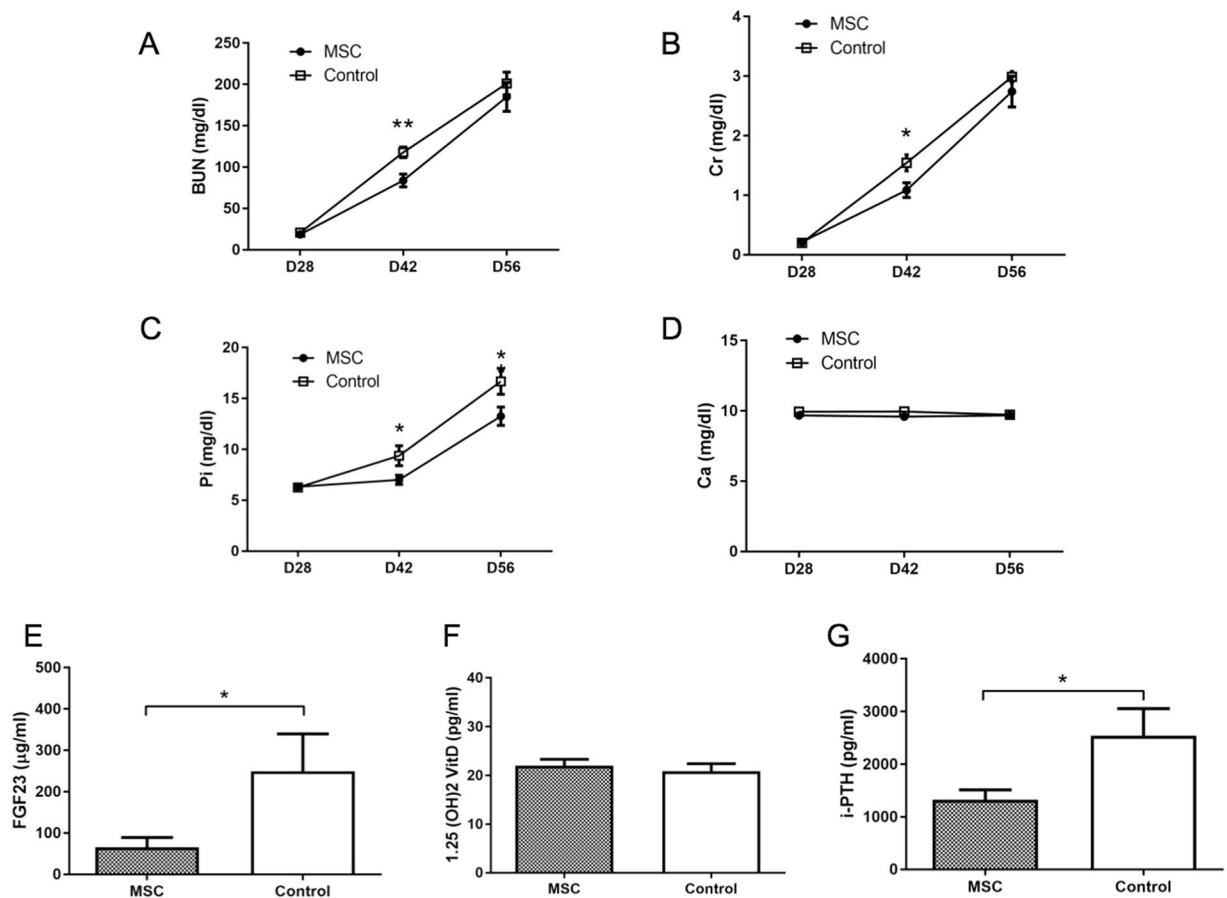 A
MSC
Control
BUN (mg/dl)
250
200
150
100
50
0
**
D28
D42
D56
B
MSC
Control
Cr (mg/dl)
4
3
2
1
0
*
D28
D42
D56
C
MSC
Control
Pi (mg/dl)
20
15
10
5
0
*
*
D28
D42
D56
D
MSC
Control
Ca (mg/dl)
15
10
5
0
D28
D42
D56
E
FGF23 (μg/ml)
500
400
300
200
100
0
*
MSC
Control
F
1.25 (OH)2 VitD (pg/ml)
40
30
20
10
0
MSC
Control
G
i-PTH (pg/ml)
4000
3000
2000
1000
0
*
MSC
Control